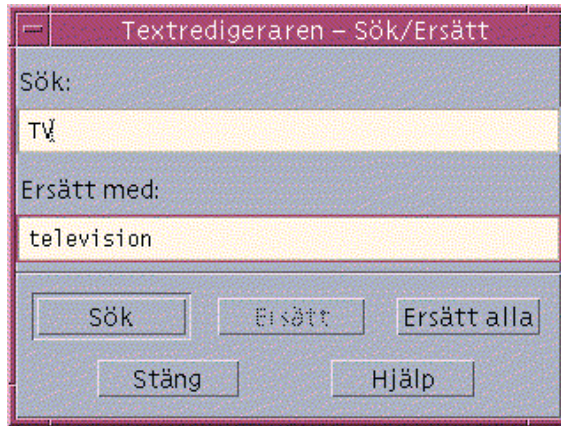 Textredigeraren – Sök/Ersätt
Sök:
TV
Ersätt med:
television
Sök Ersätt Ersätt alla
Stäng Hjälp